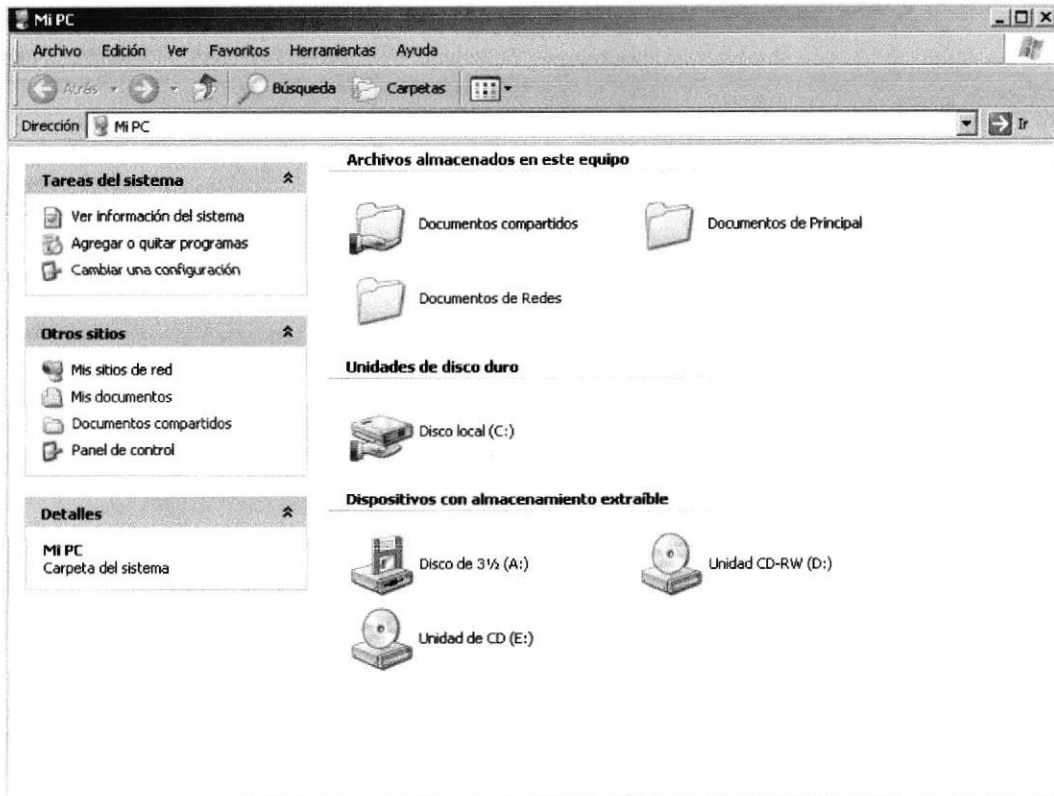 Mi PC
Archivo Edición Ver Favoritos Herramientas Ayuda
Atrás Búsqueda Carpetas
Dirección Mi PC Ir
Tareas del sistema
Ver información del sistema
Agregar o quitar programas
Cambiar una configuración
Otros sitios
Mis sitios de red
Mis documentos
Documentos compartidos
Panel de control
Detalles
Mi PC
Carpeta del sistema
Archivos almacenados en este equipo
Documentos compartidos
Documentos de Principal
Documentos de Redes
Unidades de disco duro
Disco local (C:)
Dispositivos con almacenamiento extraíble
Disco de 3½ (A:)
Unidad CD-RW (D:)
Unidad de CD (E:)